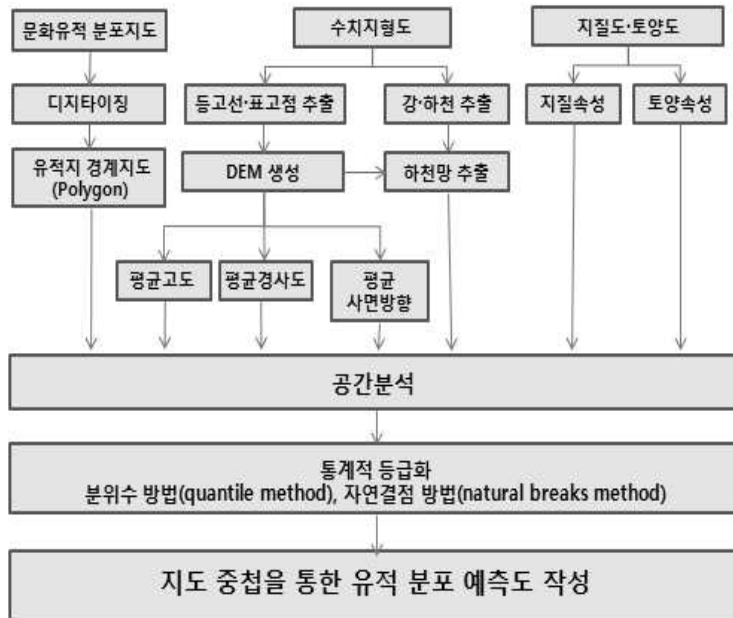 문화유적 분포지도
수치지형도
지질도·토양도
디지타이징
등고선·표고점 추출
강·하천 추출
지질속성
토양속성
유적지 경계지도
(Polygon)
DEM 생성
하천망 추출
평균고도
평균경사도
평균
사면방향
공간분석
통계적 등급화
분위수 방법(quantile method), 자연결점 방법(natural breaks method)
지도 중첩을 통한 유적 분포 예측도 작성